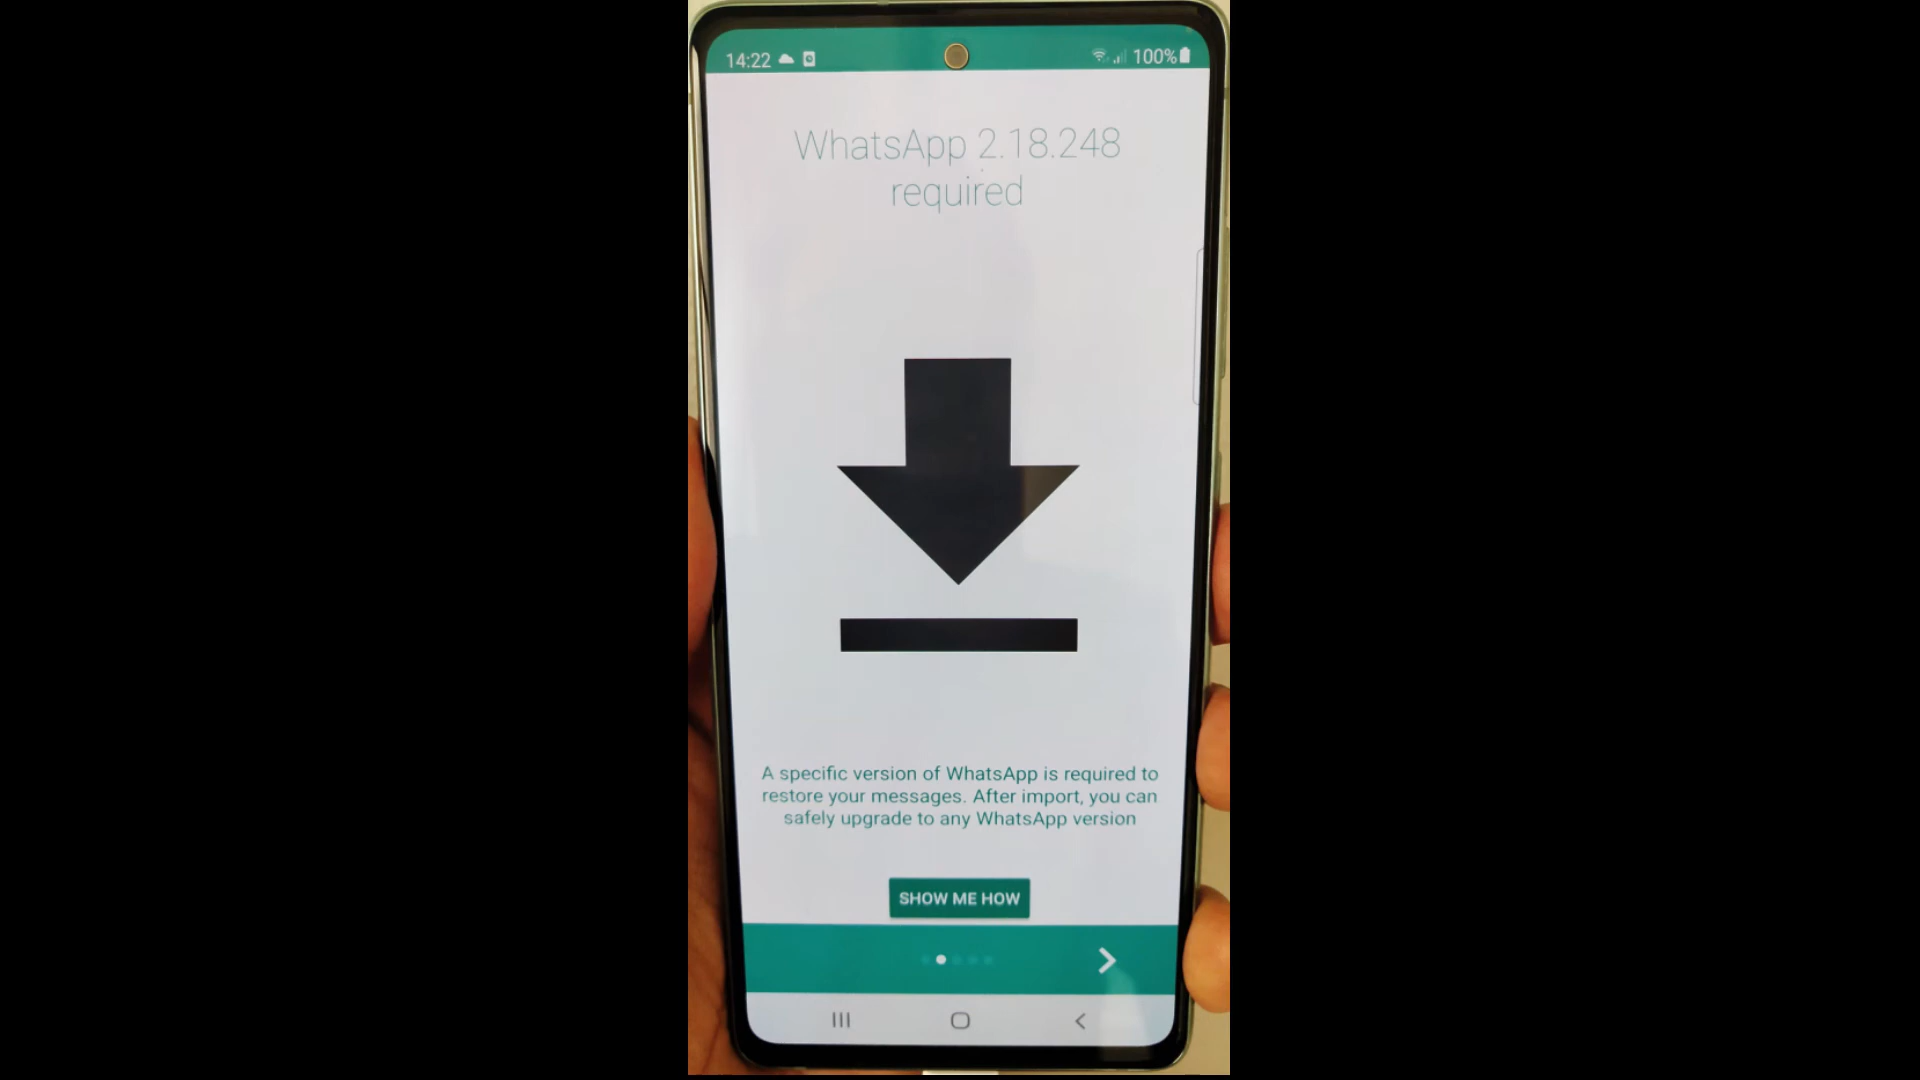 14:22
100%
WhatsApp 2.18.248
required
A specific version of WhatsApp is required to
restore your messages. After import, you can
safely upgrade to any WhatsApp version
SHOW ME HOW